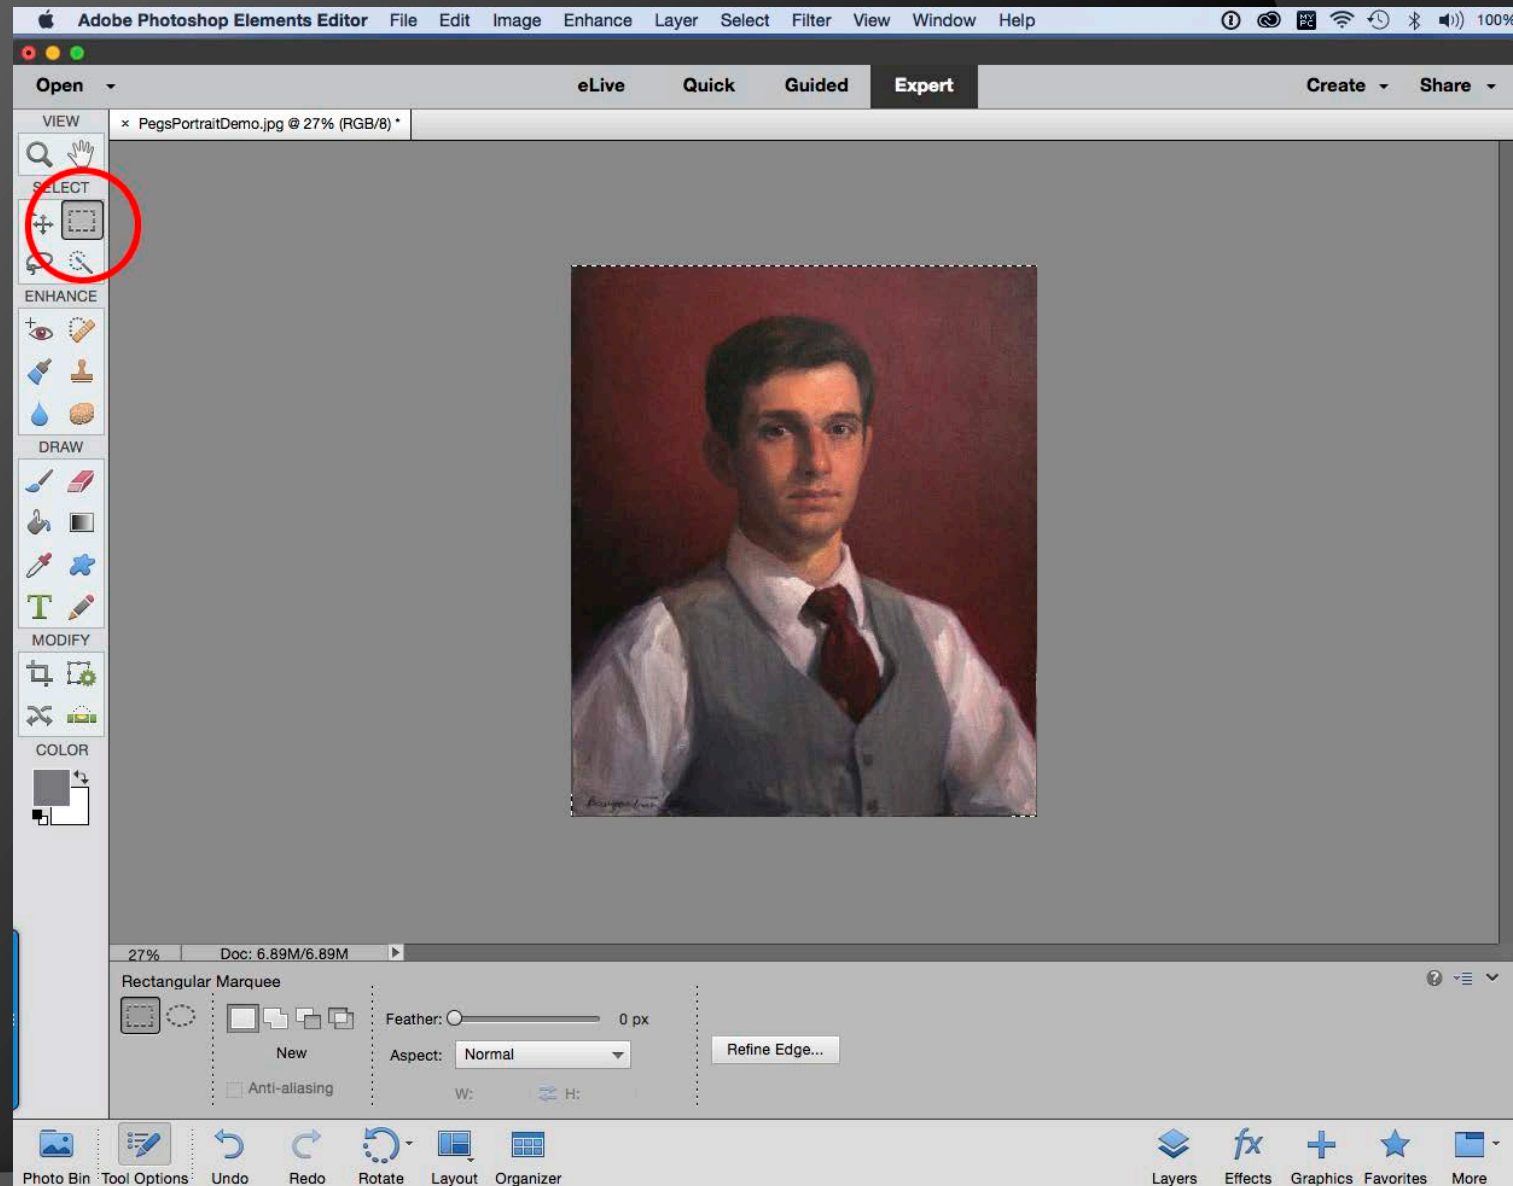 Adobe Photoshop Elements Editor File Edit Image Enhance Layer Select Filter View Window Help 100%
Open eLive Quick Guided Expert Create Share
VIEW
× PegsPortraitDemo.jpg @ 27% (RGB/8) *
SELECT
ENHANCE
DRAW
T
MODIFY
COLOR
27% Doc: 6.89M/6.89M
Rectangular Marquee
Feather: 0 px
New
Aspect: Normal
Refine Edge...
Anti-aliasing
W: H:
fx
Photo Bin Tool Options Undo Redo Rotate Layout Organizer Layers Effects Graphics Favorites More